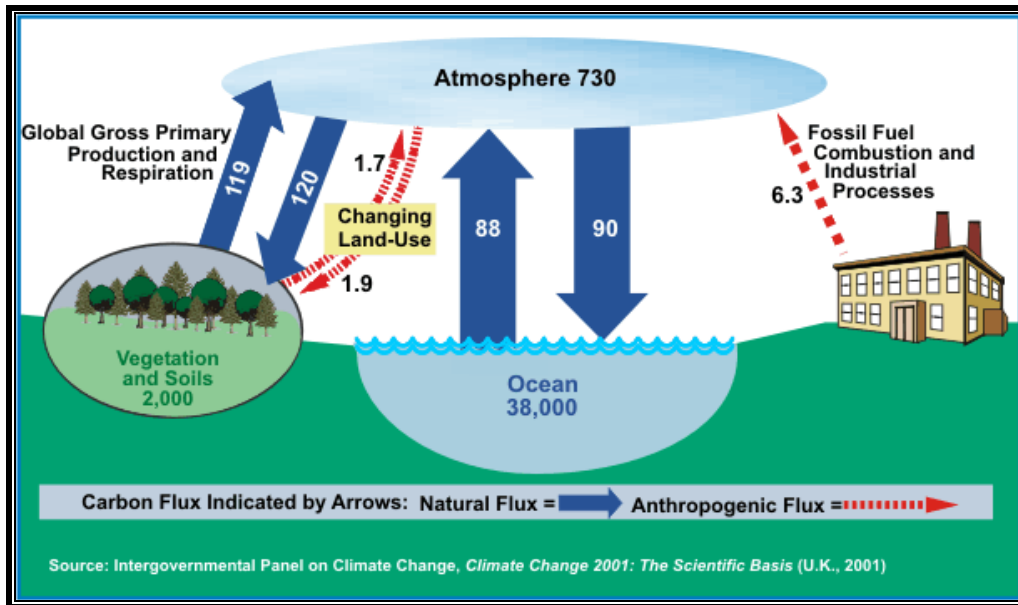 Atmosphere 730
Global Gross Primary
Production and
Respiration
119
120
1.7
Changing
Land-Use
1.9
88
90
6.3
Fossil Fuel
Combustion and
Industrial
Processes
Vegetation
and Soils
2,000
Ocean
38,000
Carbon Flux Indicated by Arrows: Natural Flux = Anthropogenic Flux =
Source: Intergovernmental Panel on Climate Change, Climate Change 2001: The Scientific Basis (U.K., 2001)